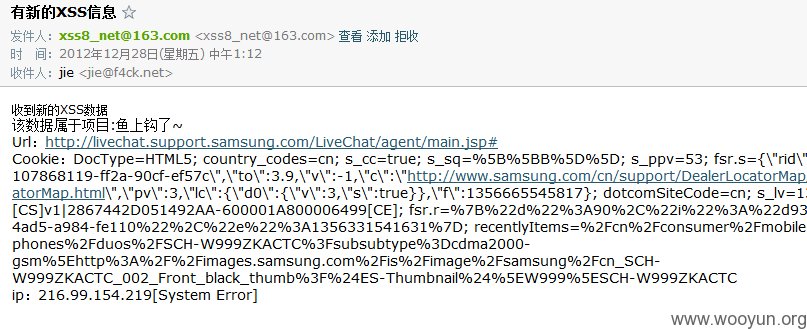 有新的XSS信息 ☆
发件人：xss8_net@163.com <xss8_net@163.com> 查看 添加 拒收
时 间：2012年12月28日(星期五) 中午1:12
收件人：jie <jie@f4ck.net>
收到新的XSS数据
该数据属于项目:鱼上钩了~
Url：http://livechat.support.samsung.com/LiveChat/agent/main.jsp#
Cookie：DocType=HTML5; country_codes=cn; s_cc=true; s_sq=%5B%5BB%5D%5D; s_ppv=53; fsr.s={\"rid\"
107868119-ff2a-90cf-ef57c\",\"to\":3.9,\"v\":-1,\"c\":\"http://www.samsung.com/cn/support/DealerLocatorMap/
atorMap.html\",\"pv\":3,\"lc\":{\"d0\":{\"v\":3,\"s\":true}},\"f\":1356665545817}; dotcomSiteCode=cn; s_lv=1
[CS]v1|2867442D051492AA-600001A800006499[CE]; fsr.r=%7B%22d%22%3A90%2C%22i%22%3A%22d93
4ad5-a984-fe110%22%2C%22e%22%3A1356331541631%7D; recentlyItems=%2Fcn%2Fconsumer%2Fmobile
phones%2Fduos%2FSCH-W999ZKACTC%3Fsubsubtype%3Dcdma2000-
gsm%5Ehttp%3A%2F%2Fimages.samsung.com%2Fis%2Fimage%2Fsamsung%2Fcn_SCH-
W999ZKACTC_002_Front_black_thumb%3F%24ES-Thumbnail%24%5EW999%5ESCH-W999ZKACTC
ip：216.99.154.219[System Error]
www.wooyun.org